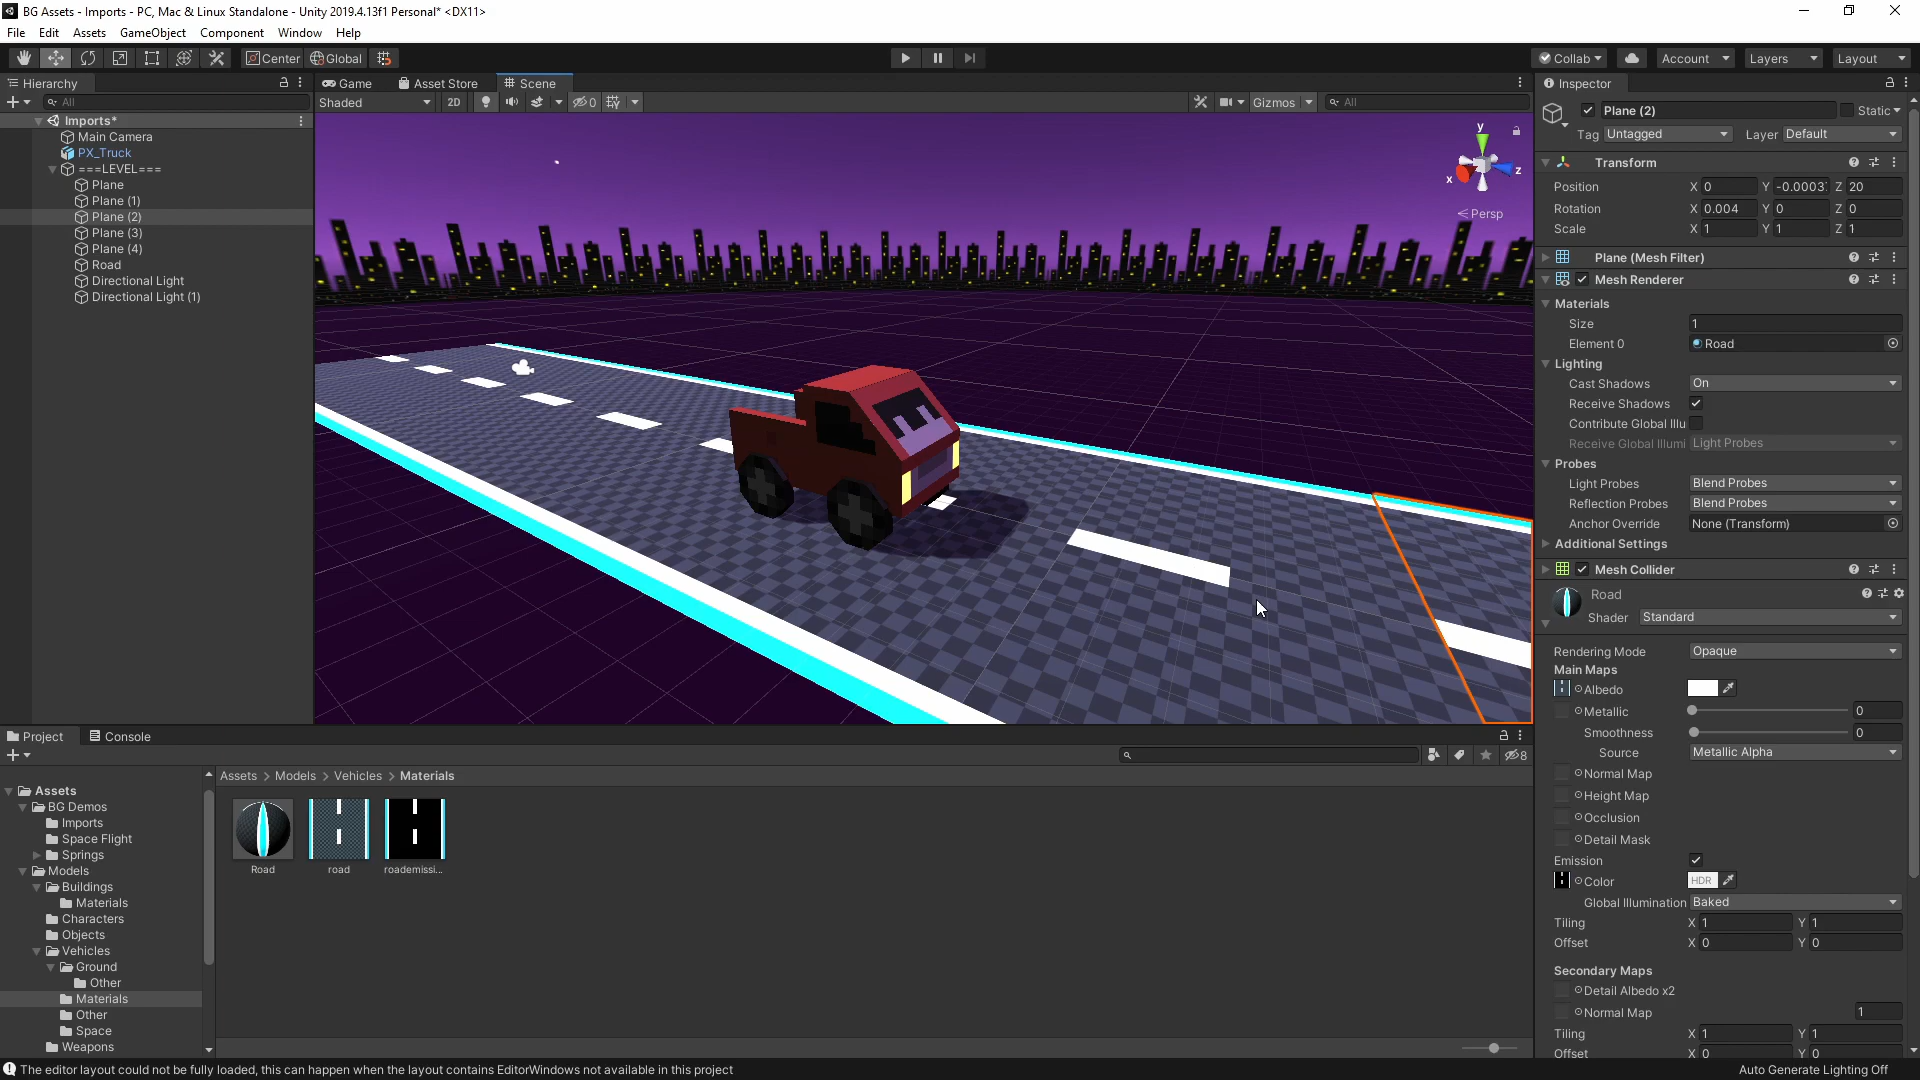 BG Assets - Imports - PC, Mac & Linux Standalone - Unity 2019.4.13f1 Personal* <DX11>
File Edit Assets GameObject Component Window Help
Center Global Collab Account Layers Layout
Hierarchy
All
Imports*
Main Camera
PX_Truck
===LEVEL===
Plane
Plane (1)
Plane (2)
Plane (3)
Plane (4)
Road
Directional Light
Directional Light (1)
Game Asset Store Scene
Shaded 2D 0 Gizmos All
y
x z
Persp
Inspector
Plane (2) Static
Tag Untagged Layer Default
Transform
Position X 0 Y -0.0003 Z 20
Rotation X 0.004 Y 0 Z 0
Scale X 1 Y 1 Z 1
Plane (Mesh Filter)
Mesh Renderer
Materials
Size 1
Element 0 Road
Lighting
Cast Shadows On
Receive Shadows
Contribute Global Illu
Receive Global Illumi Light Probes
Probes
Light Probes Blend Probes
Reflection Probes Blend Probes
Anchor Override None (Transform)
Additional Settings
Mesh Collider
Road
Shader Standard
Rendering Mode Opaque
Main Maps
Albedo
Metallic 0
Smoothness 0
Source Metallic Alpha
Normal Map
Height Map
Occlusion
Detail Mask
Emission
Color HDR
Global Illumination Baked
Tiling X 1 Y 1
Offset X 0 Y 0
Secondary Maps
Detail Albedo x2
Normal Map 1
Tiling X 1 Y 1
Offset X 0 Y 0
Project Console
8
Assets
BG Demos
Imports
Space Flight
Springs
Models
Buildings
Materials
Characters
Objects
Vehicles
Ground
Other
Materials
Other
Space
Weapons
Assets > Models > Vehicles > Materials
Road road roademissi...
The editor layout could not be fully loaded, this can happen when the layout contains EditorWindows not available in this project
Auto Generate Lighting Off